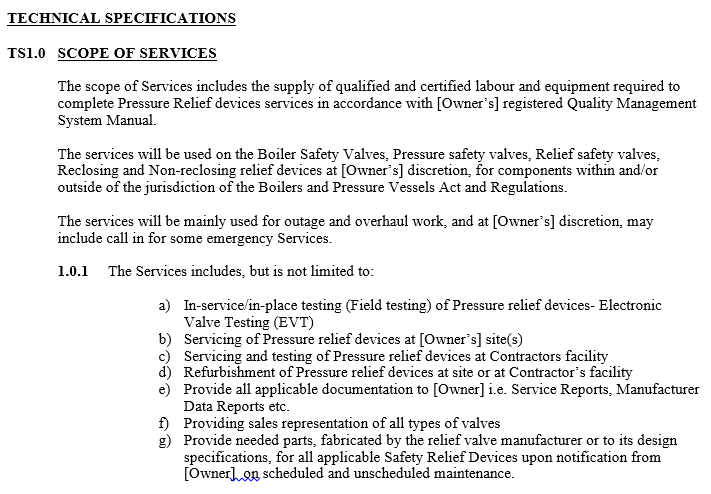 TECHNICAL SPECIFICATIONS
TS1.0 SCOPE OF SERVICES
The scope of Services includes the supply of qualified and certified labour and equipment required to
complete Pressure Relief devices services in accordance with [Owner's] registered Quality Management
System Manual.
The services will be used on the Boiler Safety Valves, Pressure safety valves, Relief safety valves,
Reclosing and Non-reclosing relief devices at [Owner's] discretion, for components within and/or
outside of the jurisdiction of the Boilers and Pressure Vessels Act and Regulations.
The services will be mainly used for outage and overhaul work, and at [Owner's] discretion, may
include call in for some emergency Services.
1.0.1 The Services includes, but is not limited to:
a) In-service/in-place testing (Field testing) of Pressure relief devices- Electronic
Valve Testing (EVT)
b) Servicing of Pressure relief devices at [Owner's] site(s)
c) Servicing and testing of Pressure relief devices at Contractors facility
d) Refurbishment of Pressure relief devices at site or at Contractor's facility
e) Provide all applicable documentation to [Owner] i.e. Service Reports, Manufacturer
Data Reports etc.
f) Providing sales representation of all types of valves
g) Provide needed parts, fabricated by the relief valve manufacturer or to its design
specifications, for all applicable Safety Relief Devices upon notification from
[Owner] on scheduled and unscheduled maintenance.